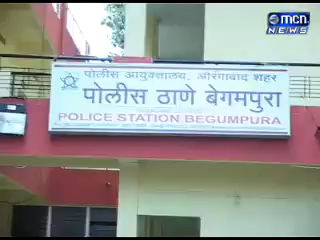 mcn
NEWS
पोलीस आयुक्तालय, औरंगाबाद शहर
पोलीस ठाणे बेगमपुरा
POLICE STATION BEGUMPURA